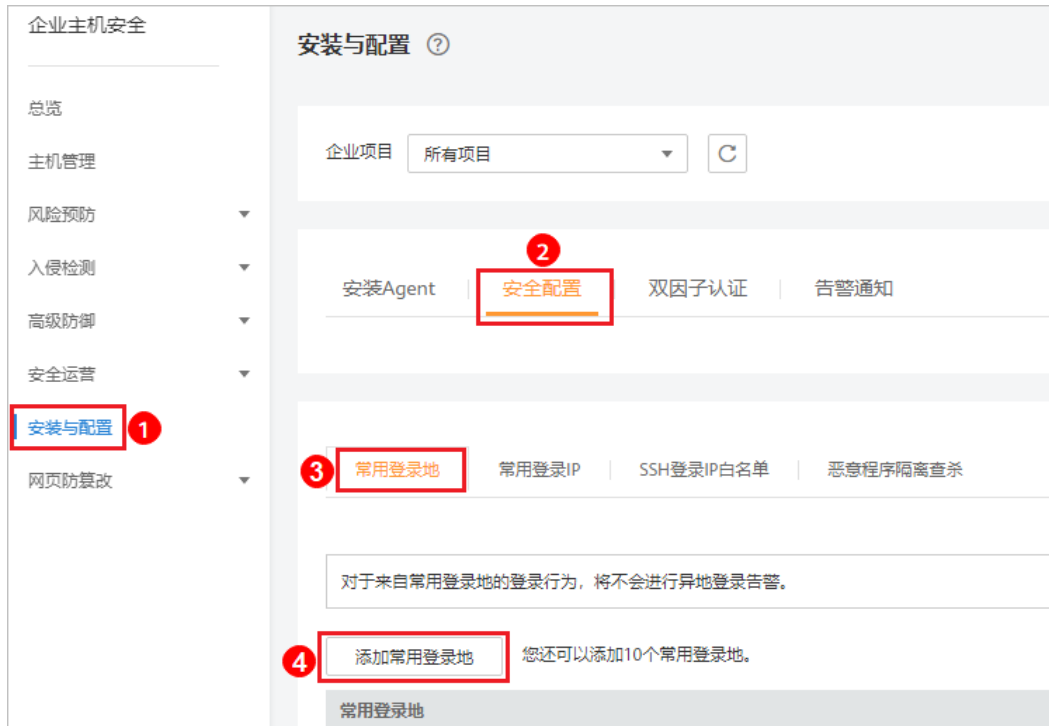 企业主机安全
总览
主机管理
风险预防
入侵检测
高级防御
安全运营
安装与配置 1
网页防篡改
安装与配置 ?
企业项目 所有项目
2
安装Agent 安全配置 双因子认证 告警通知
3 常用登录地 常用登录IP SSH登录IP白名单 恶意程序隔离查杀
对于来自常用登录地的登录行为，将不会进行异地登录告警。
4 添加常用登录地 您还可以添加10个常用登录地。
常用登录地